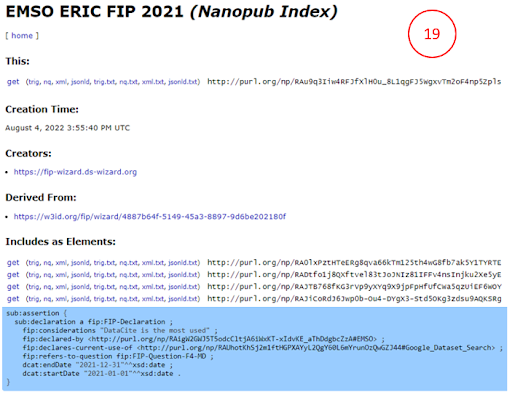 EMSO ERIC FIP 2021 (Nanopub Index)
19
[ home ]
This:
get (trig, nq, xml, jsonld, trig.txt, nq.txt, xml.txt, jsonld.txt) http://purl.org/np/RAu9q3Iiw4RFJfXlH0u_8L1qgFJ5WgxvTm2oF4np5Zpls
Creation Time:
August 4, 2022 3:55:40 PM UTC
Creators:
• https://fip-wizard.ds-wizard.org
Derived From:
• https://w3id.org/fip/wizard/4887b64f-5149-45a3-8897-9d6be202180f
Includes as Elements:
get (trig, nq, xml, jsonld, trig.txt, nq.txt, xml.txt, jsonld.txt) http://purl.org/np/RAOlxPztHTeERg8qva66kTm125th4wG8fb7ak5Y1TYRTE
get (trig, nq, xml, jsonld, trig.txt, nq.txt, xml.txt, jsonld.txt) http://purl.org/np/RADtfo1j8QXftvel83tJoJNIz81IFFv4nsInjku2Xe5yE
get (trig, nq, xml, jsonld, trig.txt, nq.txt, xml.txt, jsonld.txt) http://purl.org/np/RAJTB768fKG3rvp9yXYq9X9jpFpHfUfCWa5qzUiEF6WOY
get (trig, nq, xml, jsonld, trig.txt, nq.txt, xml.txt, jsonld.txt) http://purl.org/np/RAJiCoRdJ6JwpOb-Ou4-DYgX3-Std5OKg3zdsu9AQKSRg
sub:assertion {
sub:declaration a fip:FIP-Declaration ;
fip:considerations "DataCite is the most used" ;
fip:declared-by <http://purl.org/np/RAigW2GWJ5T5odcCltjA6iWxKT-xIdvKE_aThDdgbcZzA#EMSO> ;
fip:declares-current-use-of <http://purl.org/np/RAUhotKhSj2m1ftHGPXAYyL2QgY60L6mYrunOzQwGZJ44#Google_Dataset_Search> ;
fip:refers-to-question fip:FIP-Question-F4-MD ;
dcat:endDate "2021-12-31"^^xsd:date ;
dcat:startDate "2021-01-01"^^xsd:date .
}